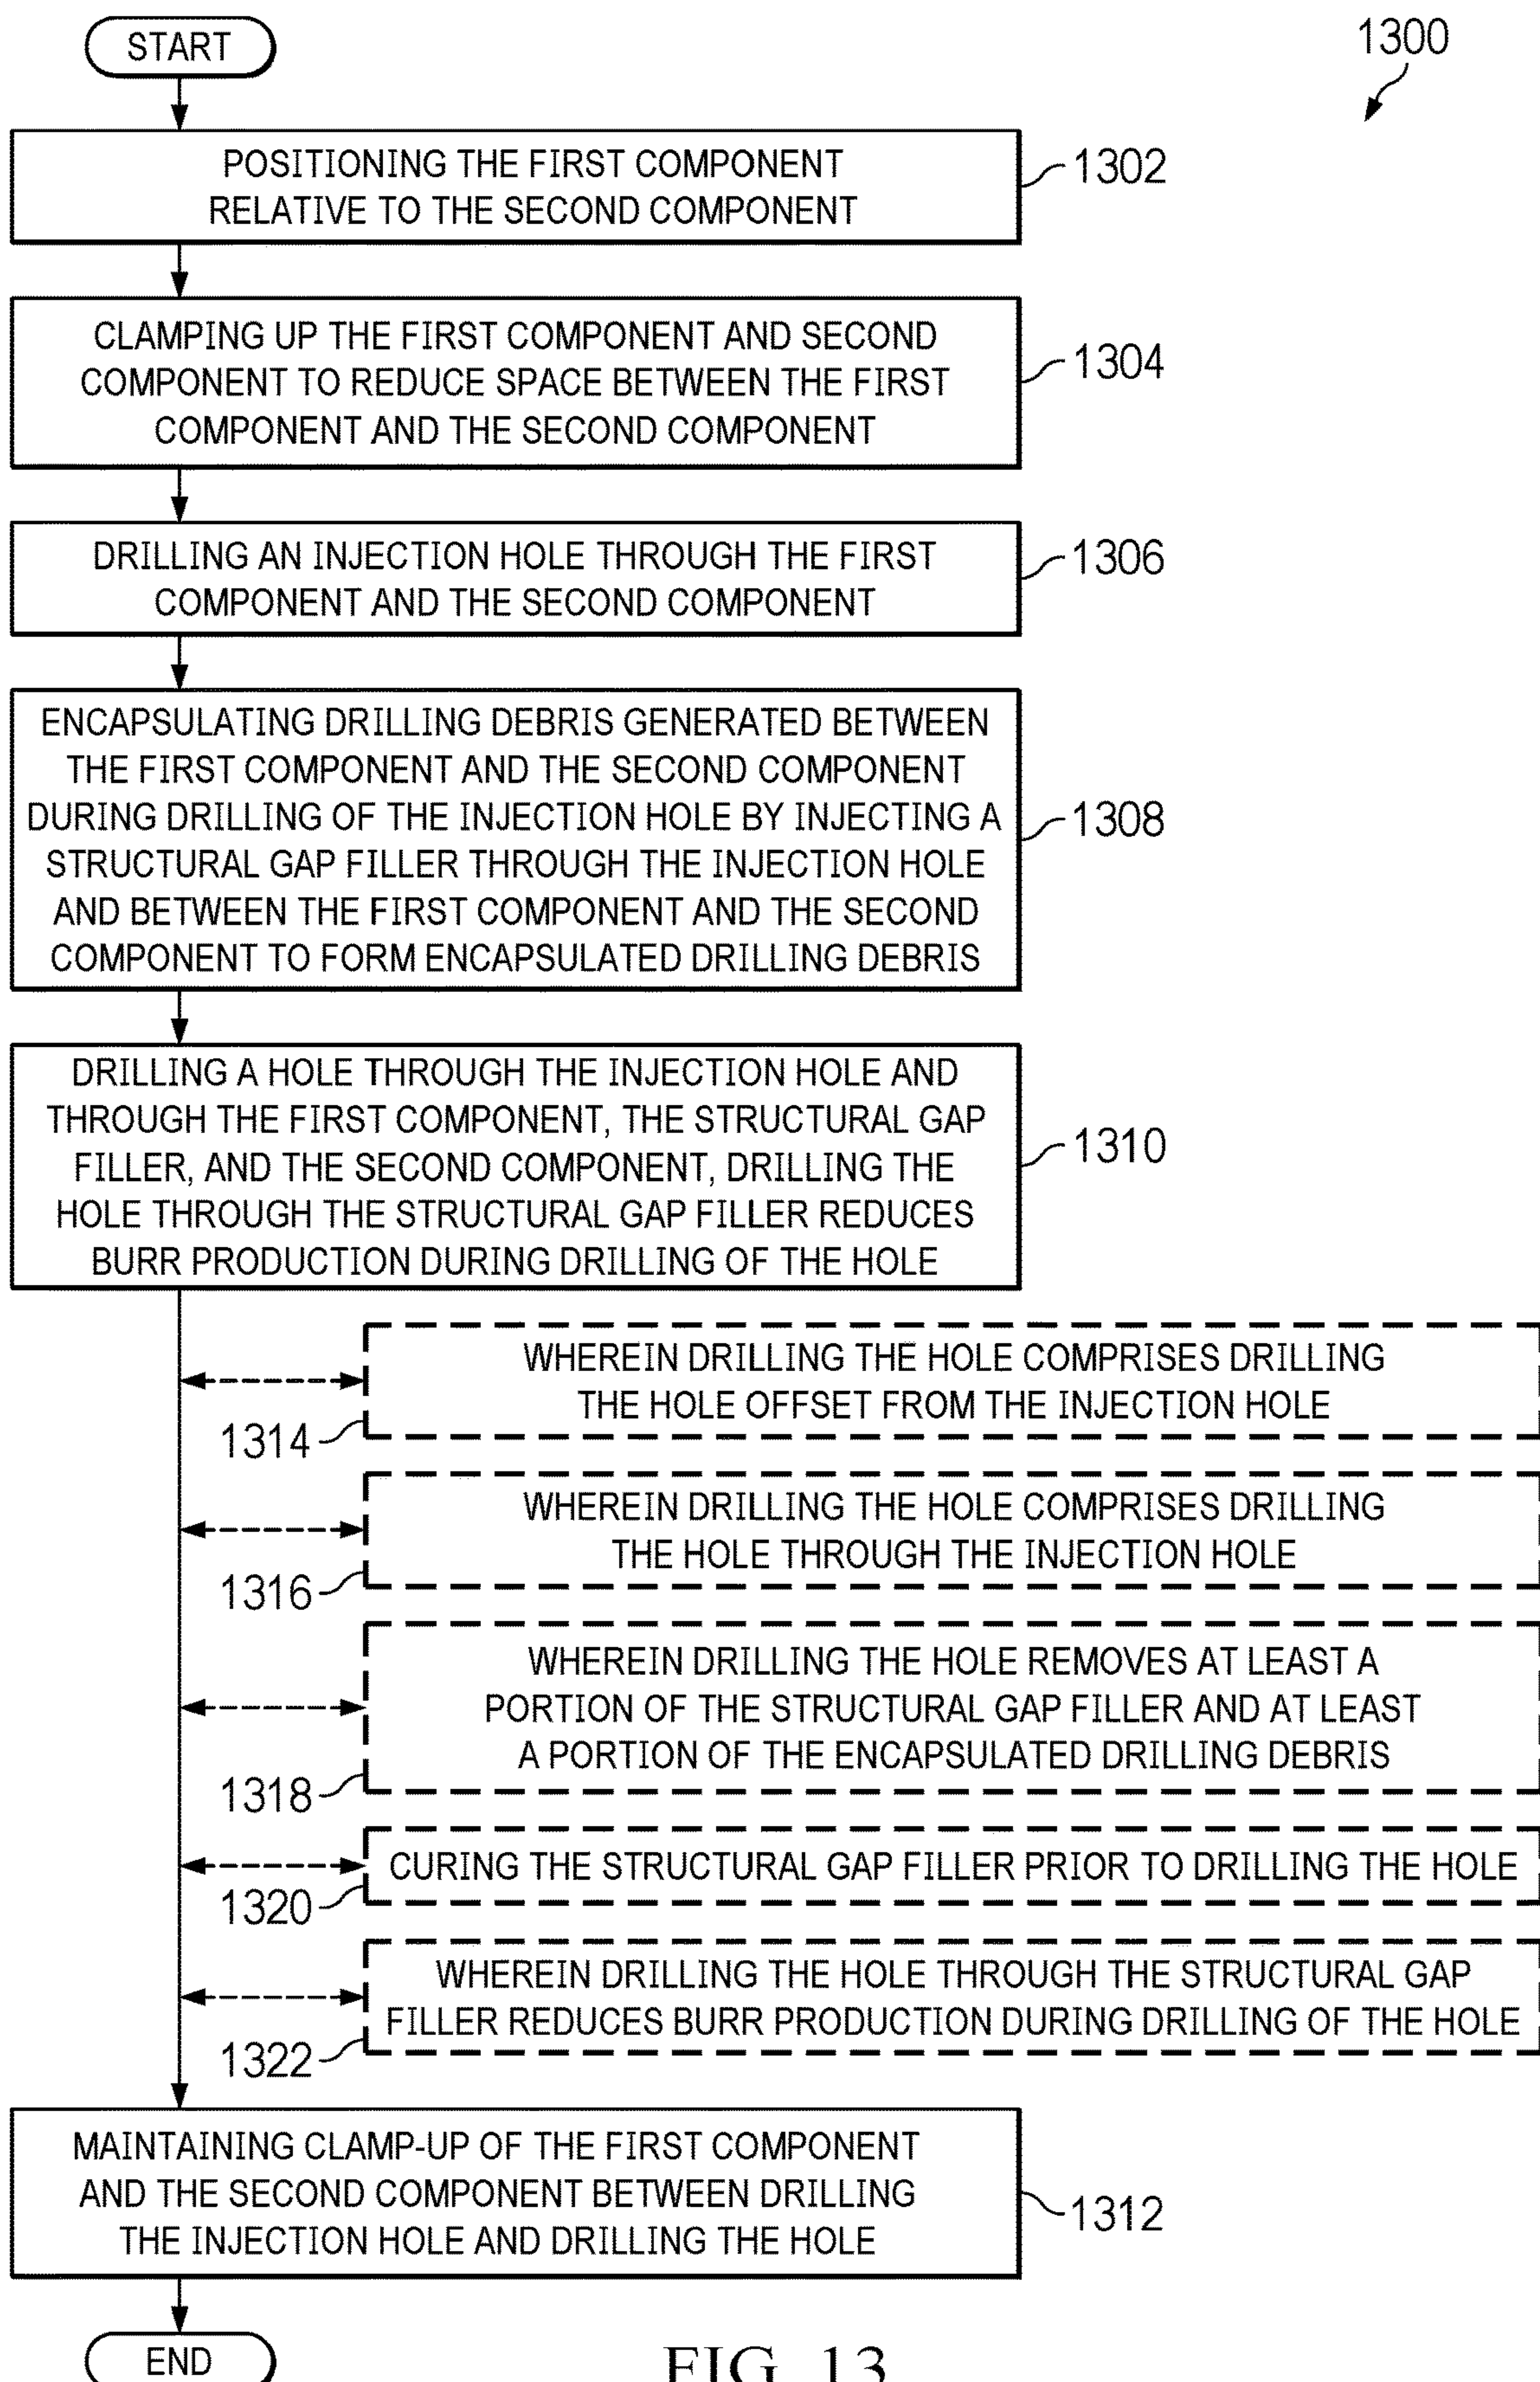 START
1300
POSITIONING THE FIRST COMPONENT
RELATIVE TO THE SECOND COMPONENT
1302
CLAMPING UP THE FIRST COMPONENT AND SECOND
COMPONENT TO REDUCE SPACE BETWEEN THE FIRST
COMPONENT AND THE SECOND COMPONENT
1304
DRILLING AN INJECTION HOLE THROUGH THE FIRST
COMPONENT AND THE SECOND COMPONENT
1306
ENCAPSULATING DRILLING DEBRIS GENERATED BETWEEN
THE FIRST COMPONENT AND THE SECOND COMPONENT
DURING DRILLING OF THE INJECTION HOLE BY INJECTING A
STRUCTURAL GAP FILLER THROUGH THE INJECTION HOLE
AND BETWEEN THE FIRST COMPONENT AND THE SECOND
COMPONENT TO FORM ENCAPSULATED DRILLING DEBRIS
1308
DRILLING A HOLE THROUGH THE INJECTION HOLE AND
THROUGH THE FIRST COMPONENT, THE STRUCTURAL GAP
FILLER, AND THE SECOND COMPONENT, DRILLING THE
HOLE THROUGH THE STRUCTURAL GAP FILLER REDUCES
BURR PRODUCTION DURING DRILLING OF THE HOLE
1310
WHEREIN DRILLING THE HOLE COMPRISES DRILLING
THE HOLE OFFSET FROM THE INJECTION HOLE
1314
WHEREIN DRILLING THE HOLE COMPRISES DRILLING
THE HOLE THROUGH THE INJECTION HOLE
1316
WHEREIN DRILLING THE HOLE REMOVES AT LEAST A
PORTION OF THE STRUCTURAL GAP FILLER AND AT LEAST
A PORTION OF THE ENCAPSULATED DRILLING DEBRIS
1318
CURING THE STRUCTURAL GAP FILLER PRIOR TO DRILLING THE HOLE
1320
WHEREIN DRILLING THE HOLE THROUGH THE STRUCTURAL GAP
FILLER REDUCES BURR PRODUCTION DURING DRILLING OF THE HOLE
1322
MAINTAINING CLAMP-UP OF THE FIRST COMPONENT
AND THE SECOND COMPONENT BETWEEN DRILLING
THE INJECTION HOLE AND DRILLING THE HOLE
1312
END
FIG. 13